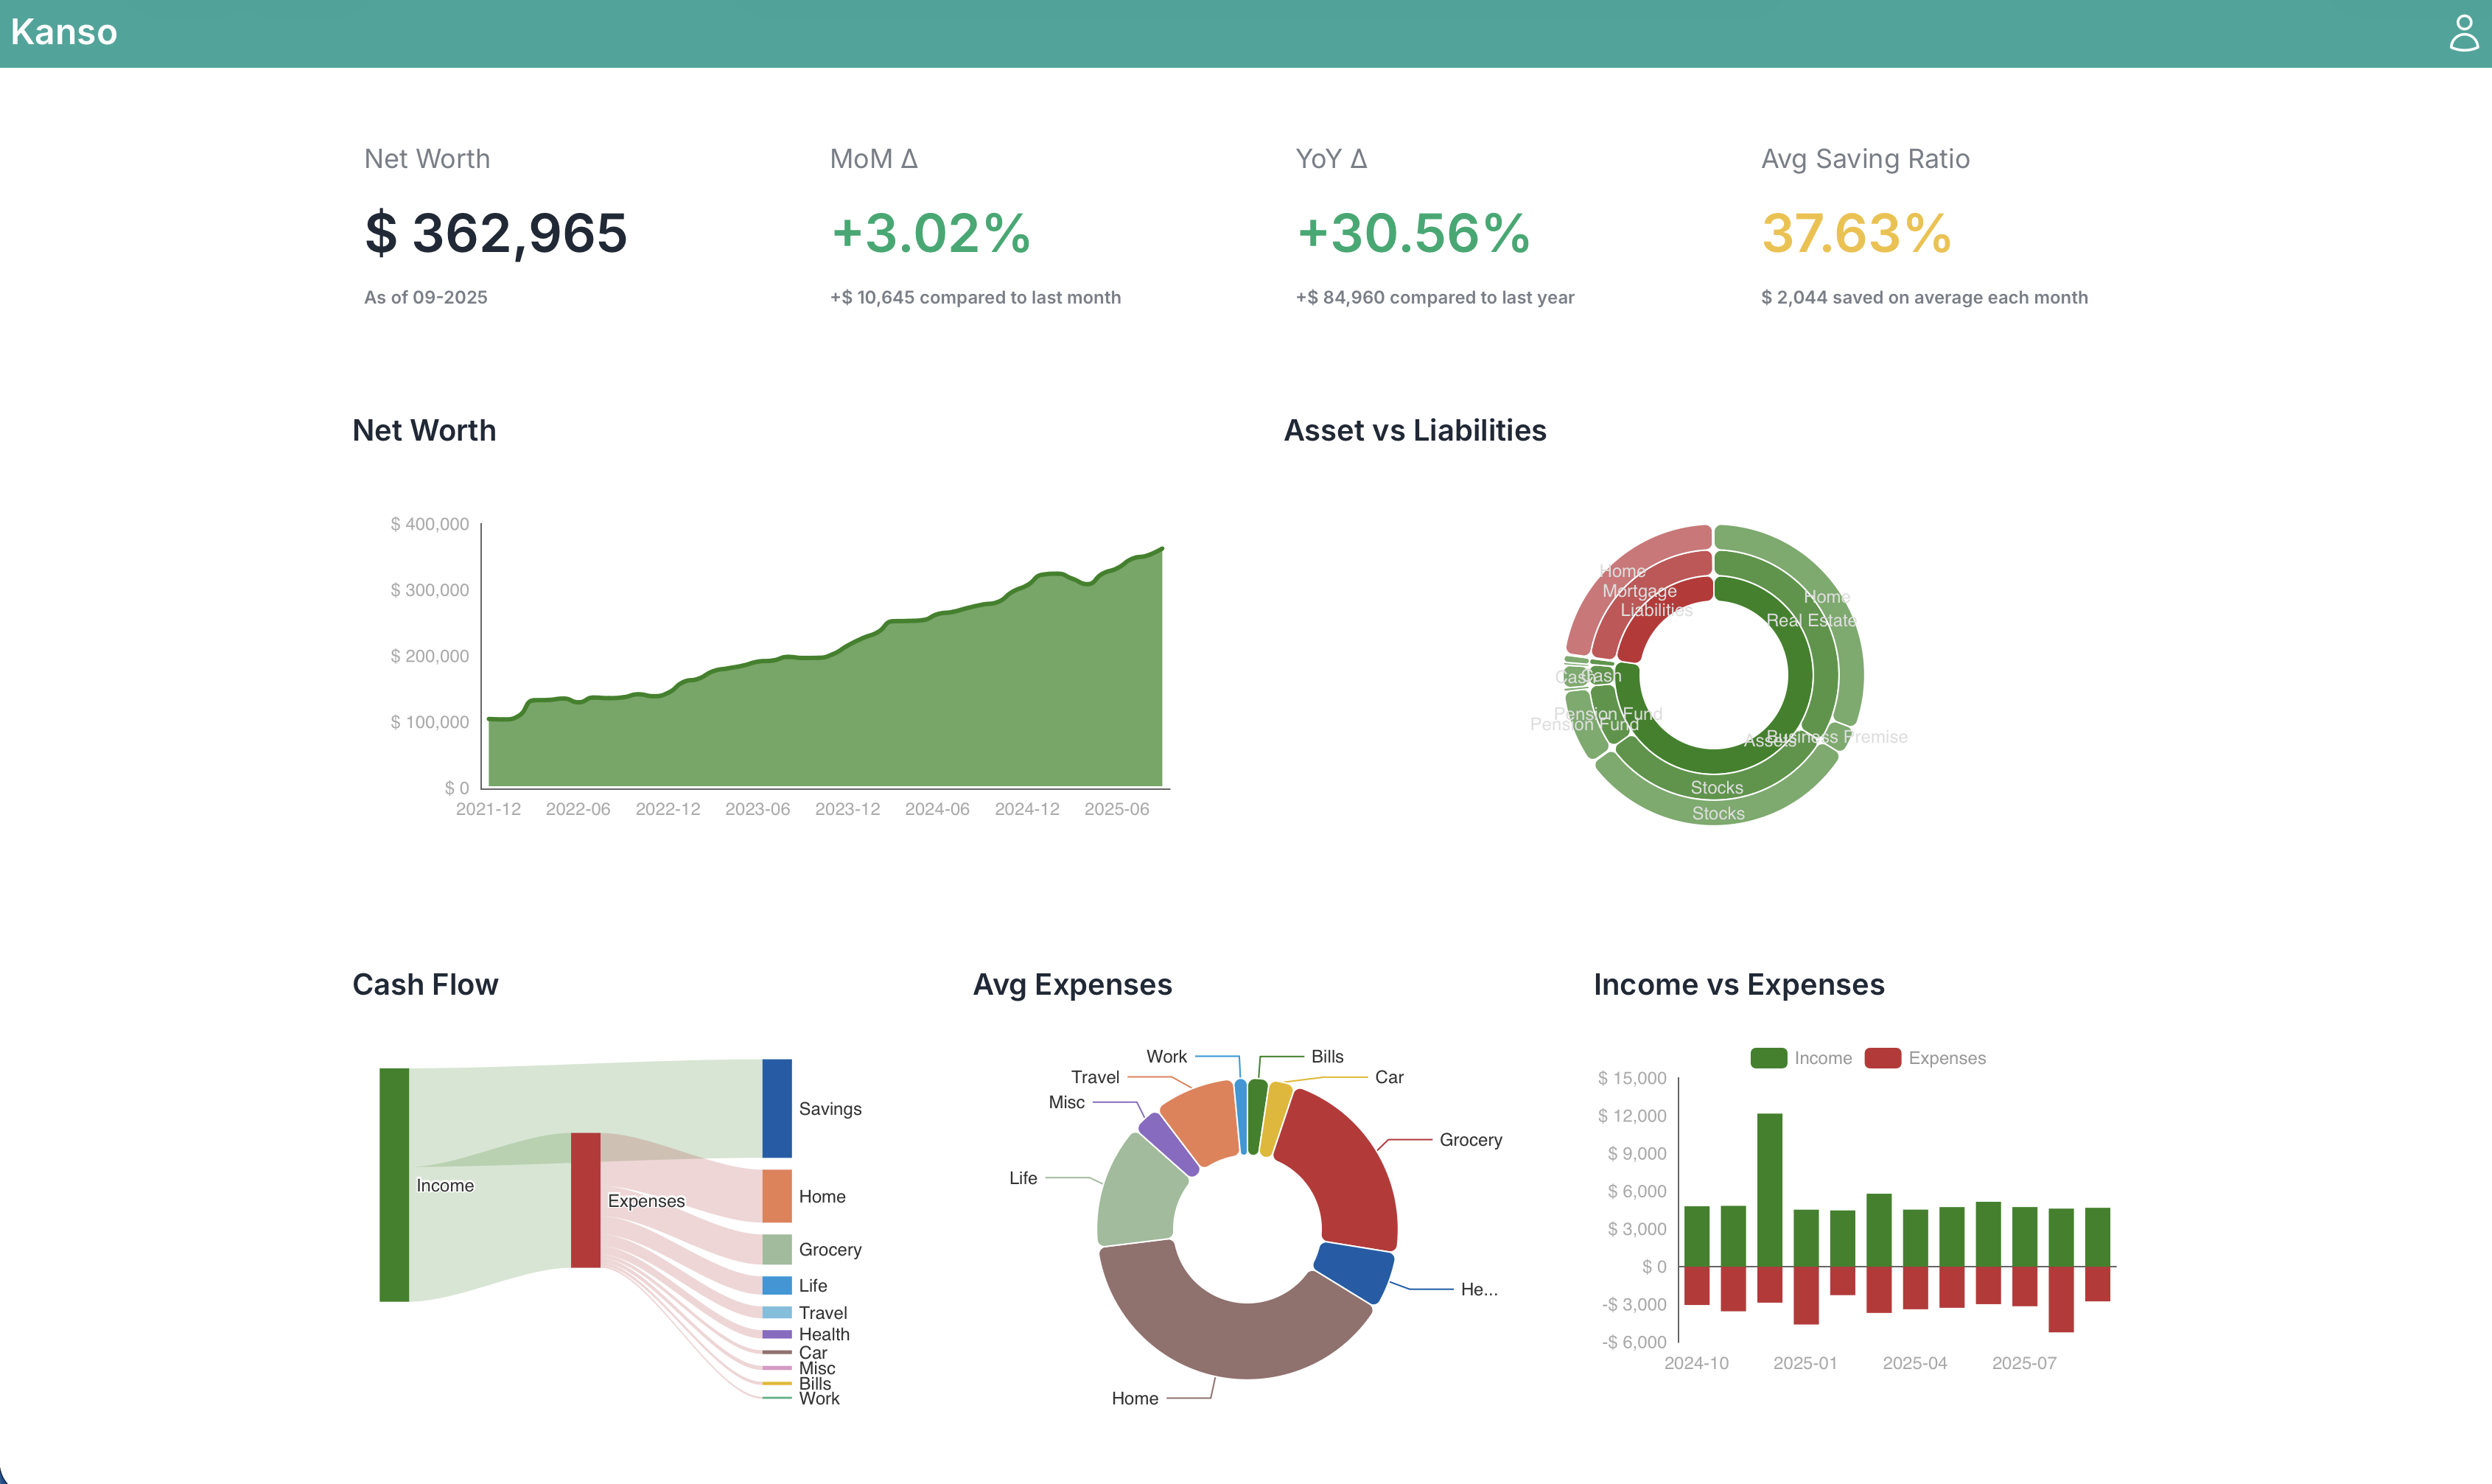 Kanso
Net Worth
MoM Δ
YoY Δ
Avg Saving Ratio
$ 362,965
+3.02%
+30.56%
37.63%
As of 09-2025
+$ 10,645 compared to last month
+$ 84,960 compared to last year
$ 2,044 saved on average each month
Net Worth
$ 400,000
$ 300,000
$ 200,000
$ 100,000
$ 0
2021-12
2022-06
2022-12
2023-06
2023-12
2024-06
2024-12
2025-06
Asset vs Liabilities
Home
Mortgage
Liabilities
Home
Real Estate
Cash
Cash
Pension Fund
Pension Fund
Assets
Business Premise
Stocks
Stocks
Cash Flow
Income
Expenses
Savings
Home
Grocery
Life
Travel
Health
Car
Misc
Bills
Work
Avg Expenses
Work
Bills
Travel
Car
Misc
Grocery
Life
He...
Home
Income vs Expenses
Income
Expenses
$ 15,000
$ 12,000
$ 9,000
$ 6,000
$ 3,000
$ 0
-$ 3,000
-$ 6,000
2024-10
2025-01
2025-04
2025-07